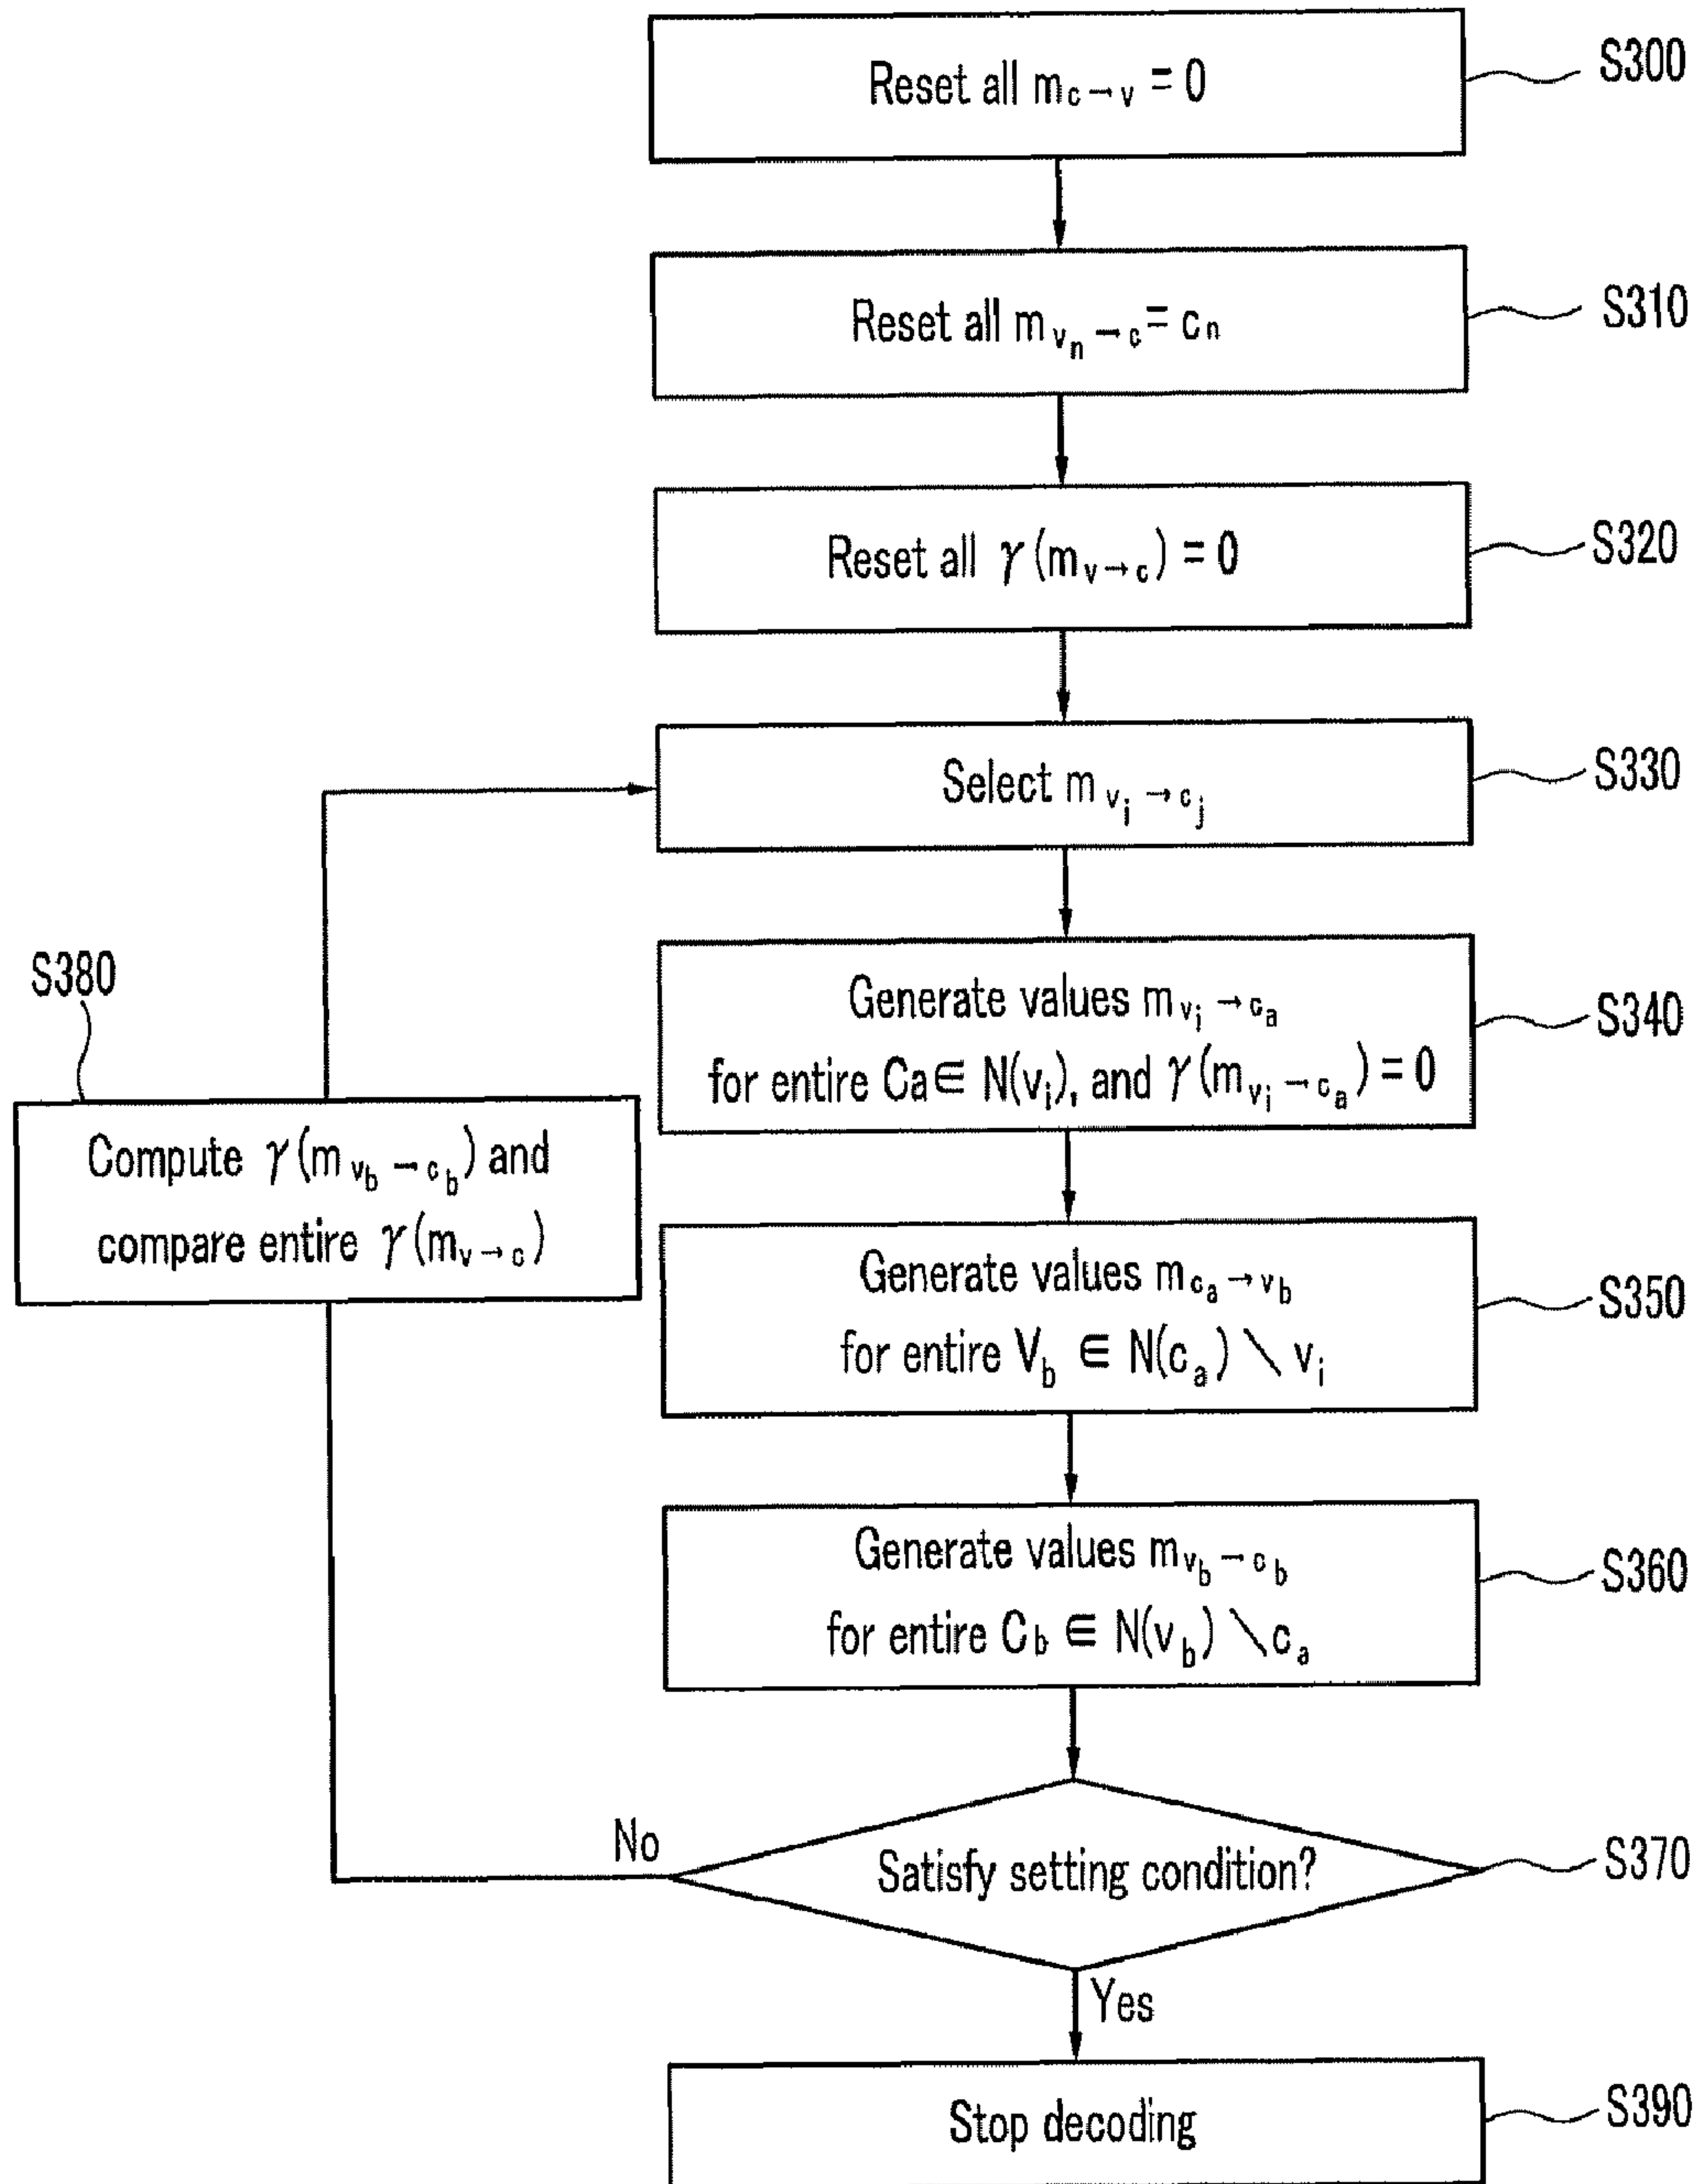 Reset all m c→v = 0
S300
Reset all m vn→c = cn
S310
Reset all γ(m v→c) = 0
S320
Select m vi→cj
S330
Generate values m vi→ca
for entire Ca∈ N(vi), and γ(m vi→ca) = 0
S340
S380
Compute γ(m vb→cb) and
compare entire γ(m v→c)
Generate values m ca→vb
for entire Vb ∈ N(ca) \ vi
S350
Generate values m vb→cb
for entire Cb ∈ N(vb) \ca
S360
No
Satisfy setting condition?
S370
Yes
Stop decoding
S390